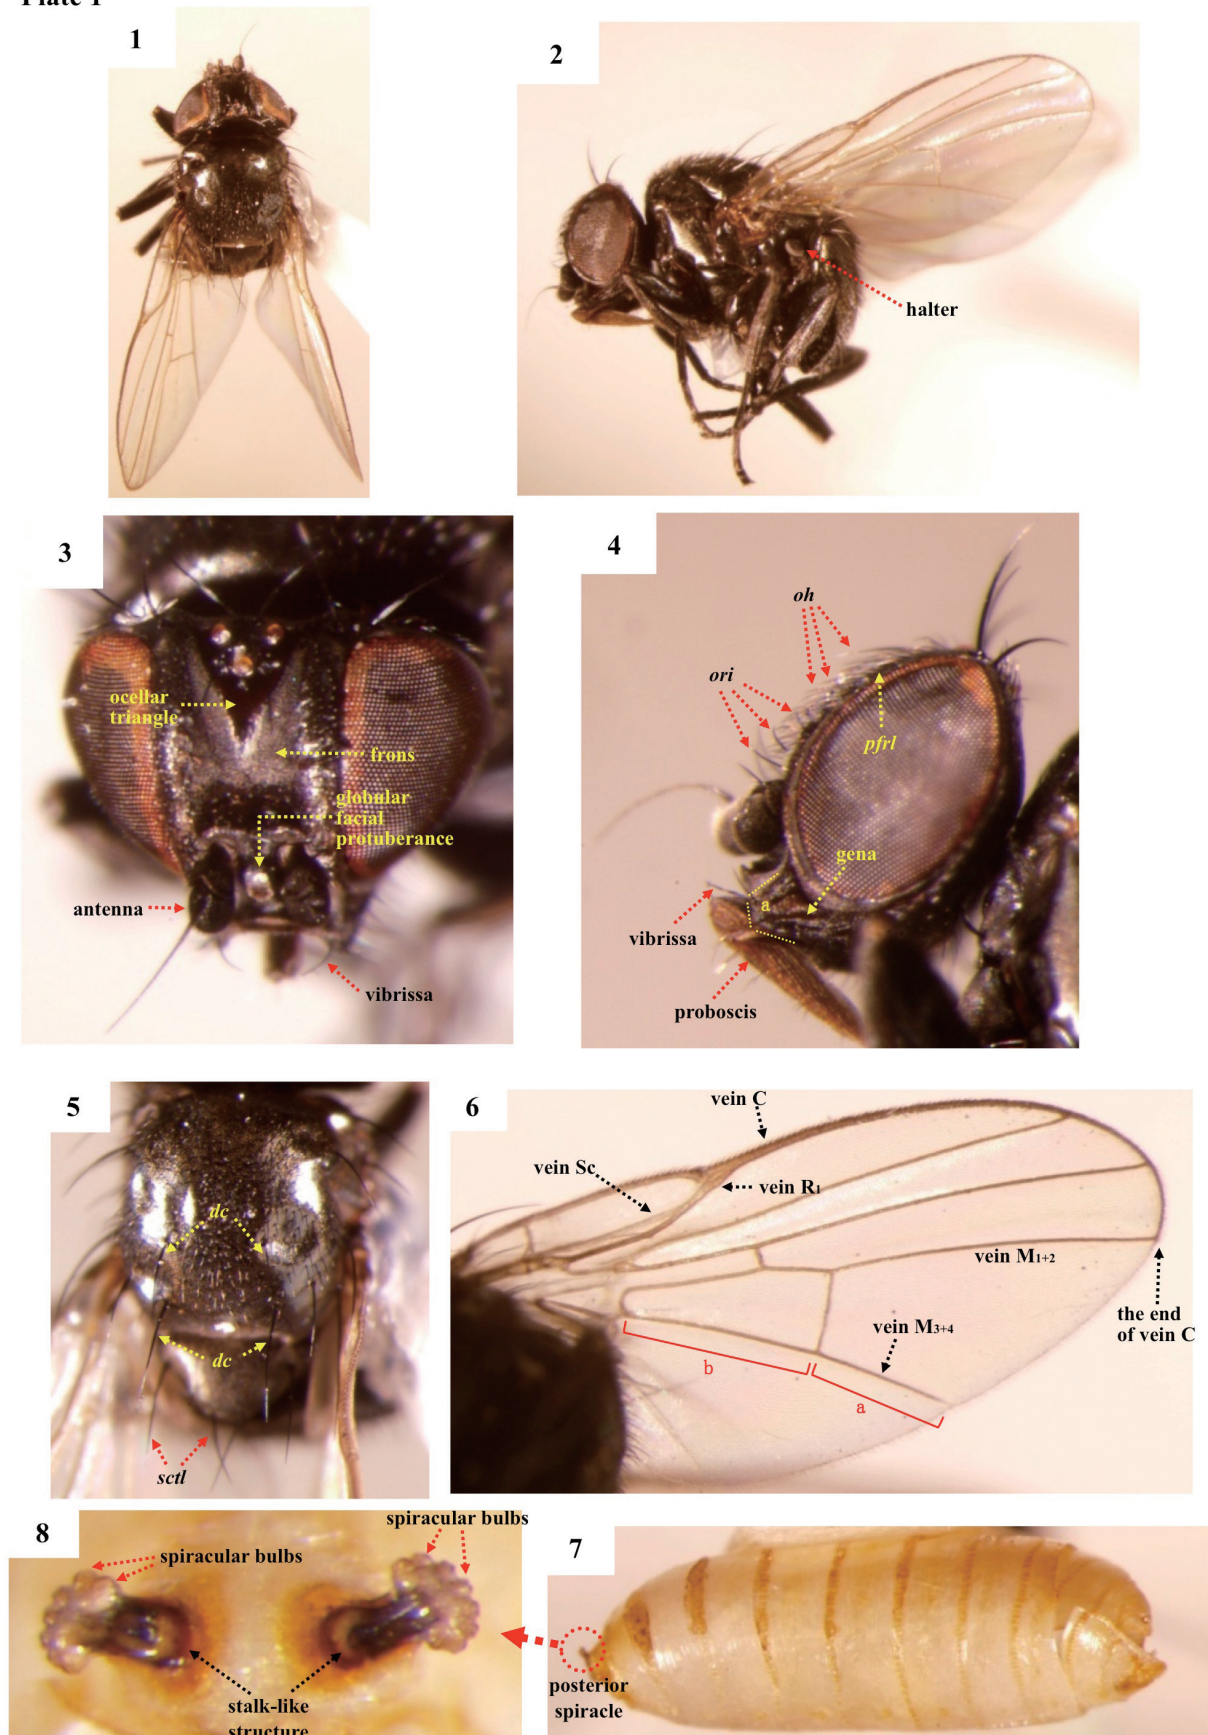 Plate 1
1
2
halter
3
ocellar
triangle
frons
globular
facial
protuberance
antenna
vibrissa
4
oh
ori
pfrl
gena
a
vibrissa
proboscis
5
dc
dc
sctl
6
vein C
vein Sc
vein R1
vein M1+2
the end
of vein C
vein M3+4
b
a
8
spiracular bulbs
spiracular bulbs
stalk-like
structure
7
posterior
spiracle